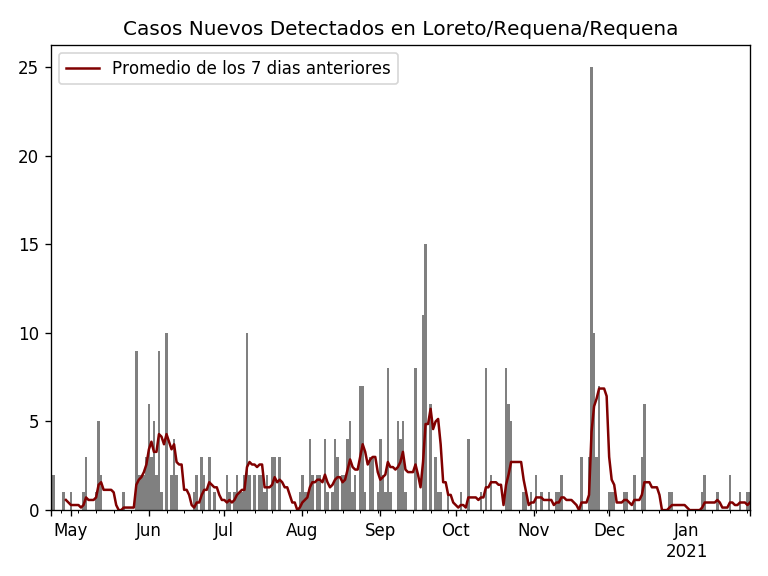 Casos Nuevos Detectados en Loreto/Requena/Requena
Promedio de los 7 dias anteriores
25
20
15
10
5
0
May Jun Jul Aug Sep Oct Nov Dec Jan
2021